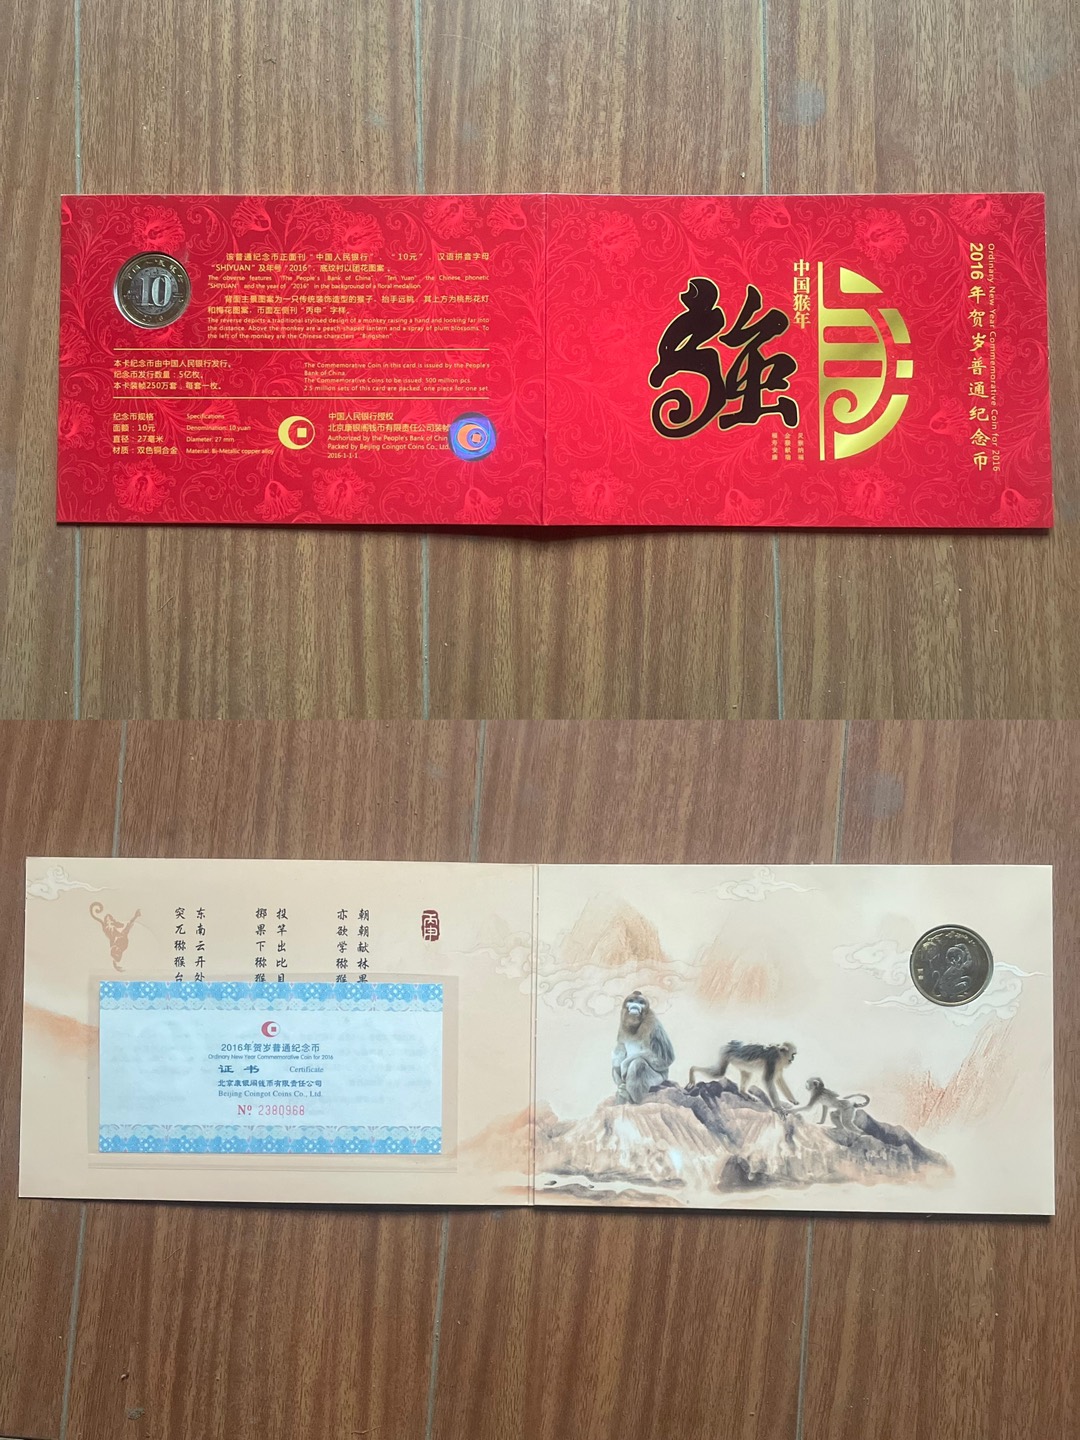 10
该普通纪念币正面刊“中国人民银行”、“10元”、汉语拼音字母
“SHIYUAN”及年号“2016”，底纹衬以团花图案。
The obverse features "The People's Bank of China", "Ten Yuan", the Chinese phonetic
"SHIYUAN" and the year of "2016" in the background of a floral medallion.
背面主景图案为一只传统装饰造型的猴子，抬手远眺，其上方为桃形花灯
和梅花图案，币面左侧刊“丙申”字样。
The reverse depicts a traditional stylised design of a monkey raising a hand and looking far into
the distance. Above the monkey are a peach-shaped lantern and a spray of plum blossoms. To
the left of the monkey are the Chinese characters "Bingshen"
本卡纪念币由中国人民银行发行。
纪念币发行数量：5亿枚。
本卡装帧250万套，每套一枚。
The Commemorative Coin in this card is issued by the People's
Bank of China.
The Commemorative Coins to be issued: 500 million pcs.
2.5 million sets of this card are packed, one piece for one set
纪念币规格
面额：10元
直径：27毫米
材质：双色铜合金
Specifications
Denomination: 10 yuan
Diameter: 27 mm
Material: Bi-Metallic copper alloy
中国人民银行授权
北京康银阁钱币有限责任公司装帧
Authorized by the People's Bank of Chin
Packed by Beijing Coingot Coins Co., Ltd.
2016-1-1
中国猴年
強
2016年贺岁普通纪念币
Ordinary New Year Commemorative Coin for 2016
朝朝献林果
亦欲学猕猴
投竿出比目
掷果下猕猴
东南云开处
突兀猕猴台
丙申
2016年贺岁普通纪念币
Ordinary New Year Commemorative Coin for 2016
证书 Certificate
北京康银阁钱币有限责任公司
Beijing Coingot Coins Co., Ltd.
№ 2380968